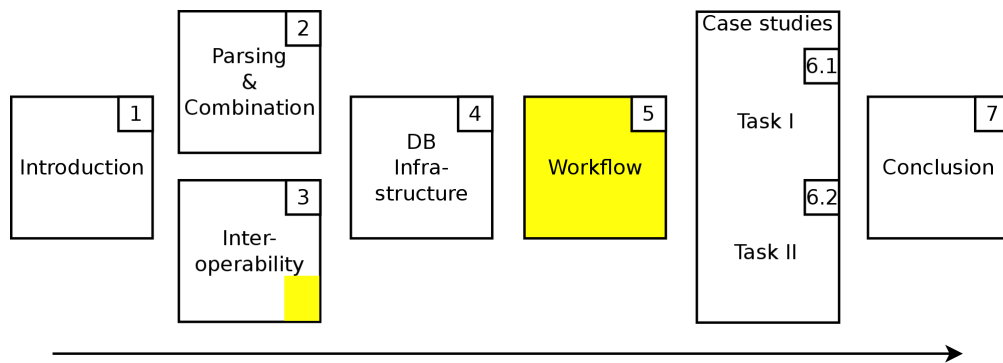 1
Introduction
2
Parsing
&
Combination
3
Inter-
operability
4
DB
Infra-
structure
5
Workflow
Case studies
6.1
Task I
6.2
Task II
7
Conclusion